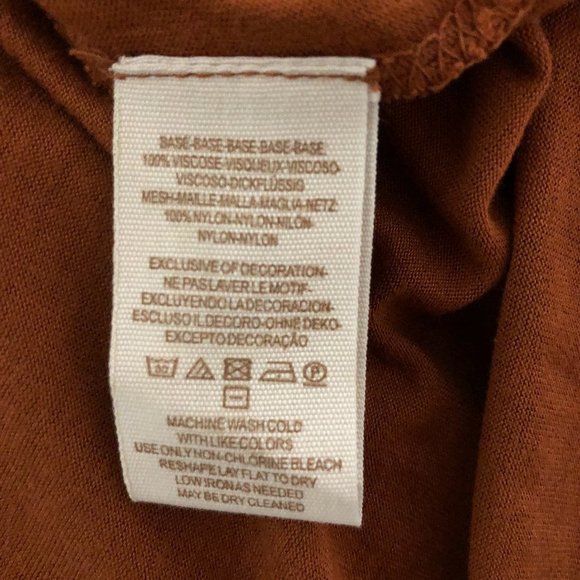 BASE-BASE-BASE-BASE-BASE
100% VISCOSE-VISQUEUX-VISCOSO-
VISCOSO-DICKFLÜSSIG
MESH-MAILLE-MALLA-MAGLIA-NETZ:
100% NYLON-NYLON-NILON-
NYLON-NYLON
EXCLUSIVE OF DECORATION-
NE PAS LAVER LE MOTIF-
EXCLUYENDO LA DECORACION-
ESCLUSO IL DECORO-OHNE DEKO-
EXCEPTO DECORAÇÃO
30 P
MACHINE WASH COLD
WITH LIKE COLORS
USE ONLY NON-CHLORINE BLEACH
RESHAPE LAY FLAT TO DRY
LOW IRON AS NEEDED
MAY BE DRY CLEANED